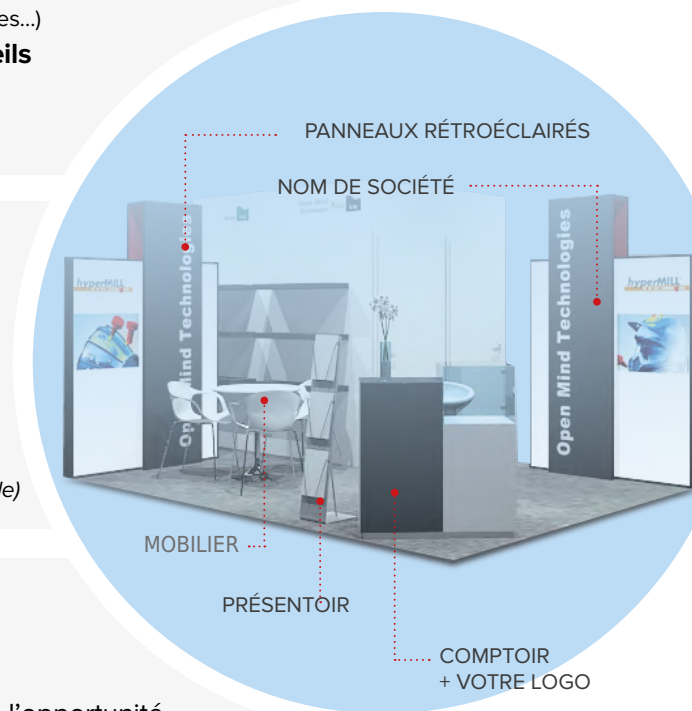 es...)
eils
PANNEAUX RÉTROÉCLAIRÉS
NOM DE SOCIÉTÉ
hyperMILL
Open Mind Technologies
Open Mind Technologies
hyperMILL
le)
MOBILIER
PRÉSENTOIR
COMPTOIR
+ VOTRE LOGO
l'opportunité